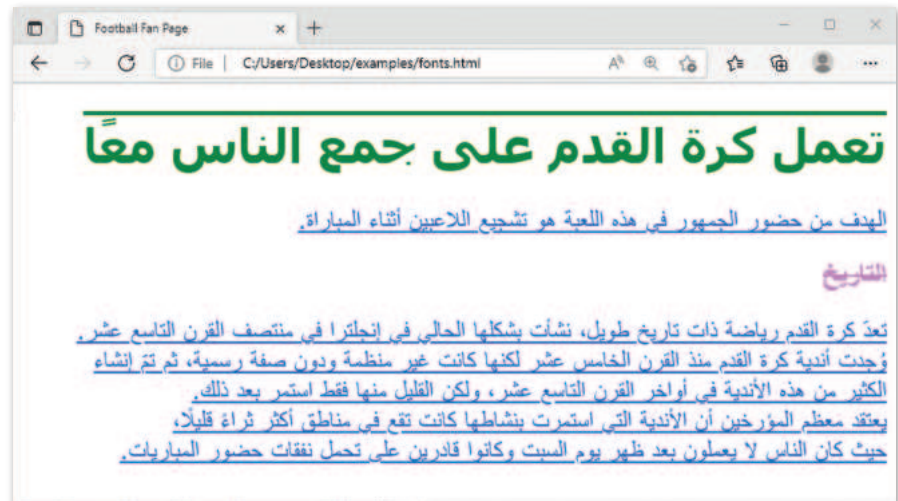 Football Fan Page
File | C:/Users/Desktop/examples/fonts.html
تعمل كرة القدم على جمع الناس معًا
الهدف من حضور الجمهور في هذه اللعبة هو تشجيع اللاعبين أثناء المباراة.
التاريخ
تعدّ كرة القدم رياضة ذات تاريخ طويل، نشأت بشكلها الحالي في إنجلترا في منتصف القرن التاسع عشر.
وُجدت أندية كرة القدم منذ القرن الخامس عشر لكنها كانت غير منظمة ودون صفة رسمية، ثم تمّ إنشاء
الكثير من هذه الأندية في أواخر القرن التاسع عشر، ولكن القليل منها فقط استمر بعد ذلك.
يعتقد معظم المؤرخين أن الأندية التي استمرت بنشاطها كانت تقع في مناطق أكثر ثراءً قليلًا،
حيث كان الناس لا يعملون بعد ظهر يوم السبت وكانوا قادرين على تحمل نفقات حضور المباريات.